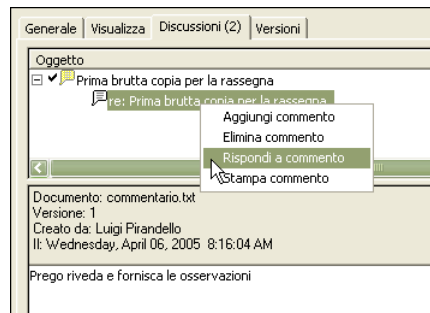 Generale Visualizza Discussioni (2) Versioni
Oggetto
Prima brutta copia per la rassegna
re: Prima brutta copia per la rassegna
Aggiungi commento
Elimina commento
Rispondi a commento
Stampa commento
Documento: commentario.txt
Versione: 1
Creato da: Luigi Pirandello
Il: Wednesday, April 06, 2005 8:16:04 AM
Prego riveda e fornisca le osservazioni